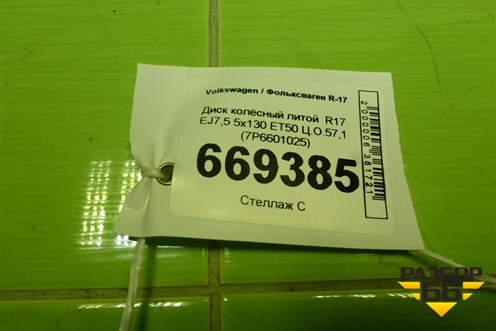 Volkswagen / Фольксваген R-17
Диск колёсный литой R17
EJ7,5 5x130 ET50 Ц.О.57,1
(7P6601025)
669385
Стеллаж С
2000006361721
РАЗБОР
66